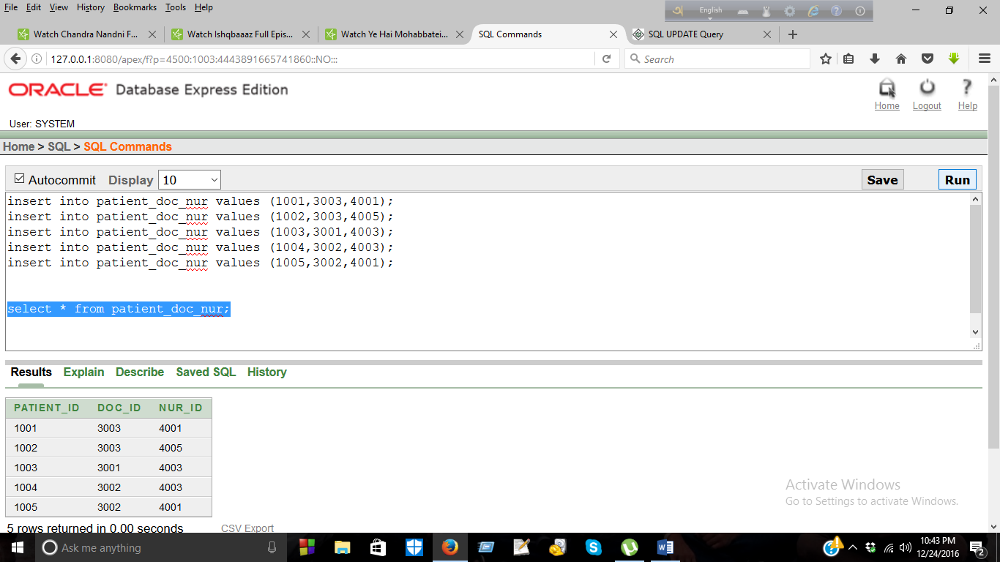 File Edit View History Bookmarks Tools Help
English
Watch Chandra Nandni F...
Watch Ishqbaaaz Full Epis...
Watch Ye Hai Mohabbatei...
SQL Commands
SQL UPDATE Query
127.0.0.1:8080/apex/f?p=4500:1003:4443891665741860::NO:::
Search
ORACLE Database Express Edition
Home Logout Help
User: SYSTEM
Home > SQL > SQL Commands
Autocommit Display 10 Save Run
insert into patient_doc_nur values (1001,3003,4001);
insert into patient_doc_nur values (1002,3003,4005);
insert into patient_doc_nur values (1003,3001,4003);
insert into patient_doc_nur values (1004,3002,4003);
insert into patient_doc_nur values (1005,3002,4001);
select * from patient_doc_nur;
Results Explain Describe Saved SQL History
PATIENT_ID DOC_ID NUR_ID
1001 3003 4001
1002 3003 4005
1003 3001 4003
1004 3002 4003
1005 3002 4001
5 rows returned in 0.00 seconds CSV Export
Activate Windows
Go to Settings to activate Windows.
Ask me anything
10:43 PM
12/24/2016
2